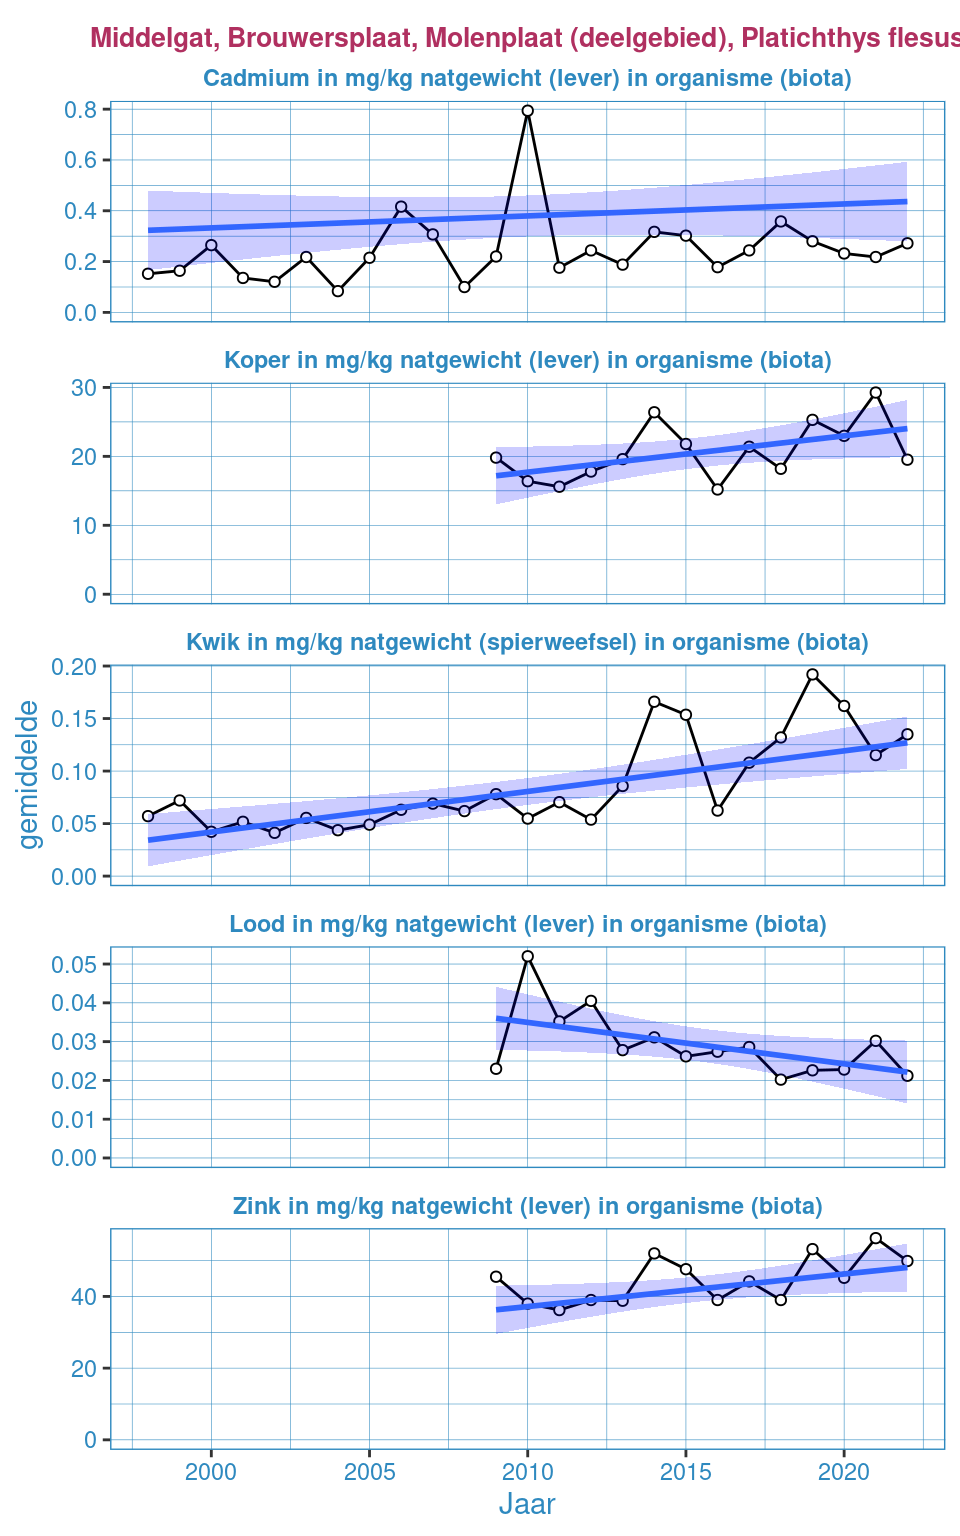 Middelgat, Brouwersplaat, Molenplaat (deelgebied), Platichthys flesus
Cadmium in mg/kg natgewicht (lever) in organisme (biota)
0.8
0.6
0.4
0.2
0.0
Koper in mg/kg natgewicht (lever) in organisme (biota)
30
20
10
0
Kwik in mg/kg natgewicht (spierweefsel) in organisme (biota)
0.20
0.15
0.10
0.05
0.00
gemiddelde
Lood in mg/kg natgewicht (lever) in organisme (biota)
0.05
0.04
0.03
0.02
0.01
0.00
Zink in mg/kg natgewicht (lever) in organisme (biota)
40
20
0
2000 2005 2010 2015 2020
Jaar